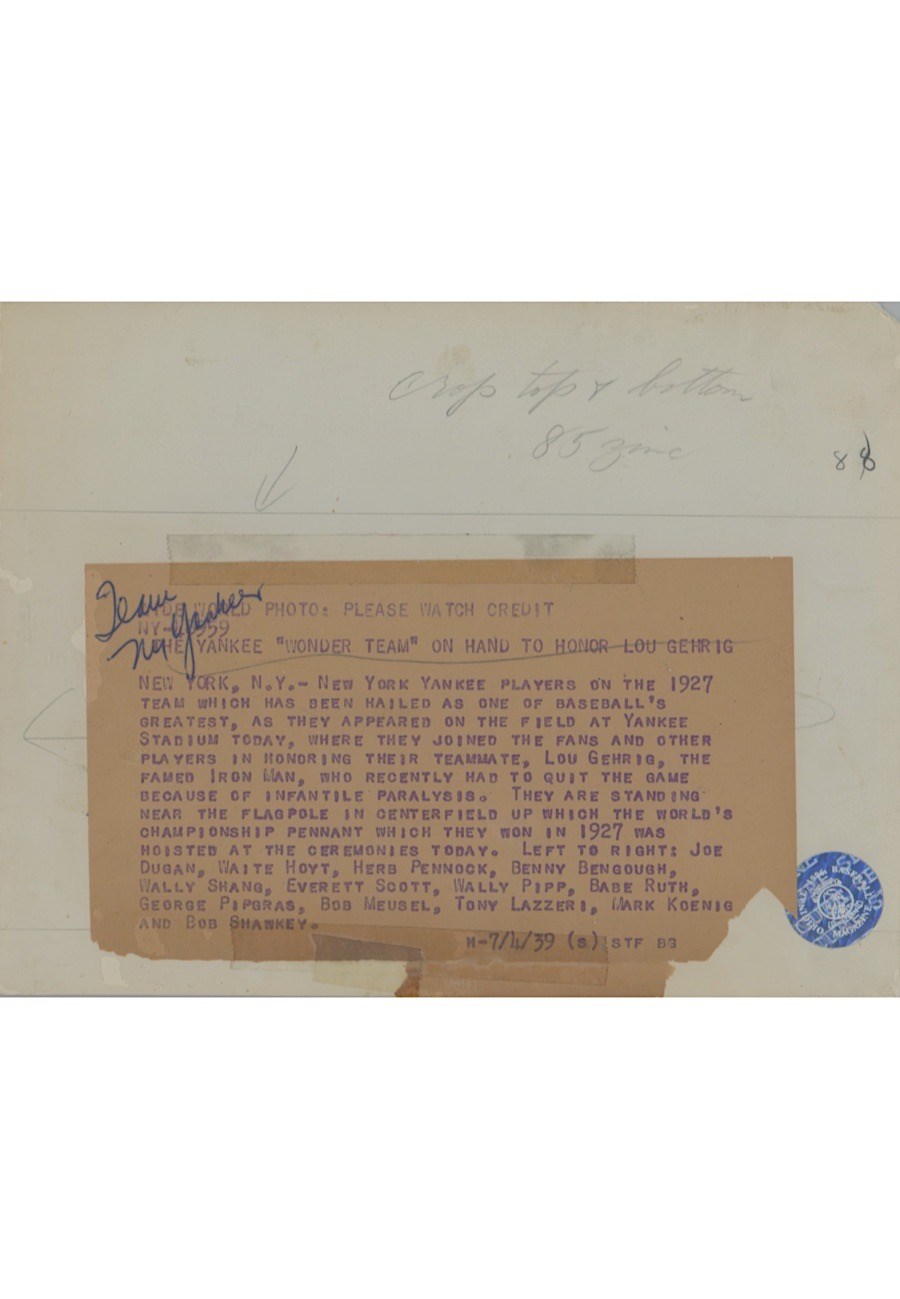 crop top & bottom
85 zinc
88
Team
NY Yankees
WIDE WORLD PHOTO: PLEASE WATCH CREDIT
THE YANKEE "WONDER TEAM" ON HAND TO HONOR LOU GEHRIG
NEW YORK, N.Y.- NEW YORK YANKEE PLAYERS ON THE 1927
TEAM WHICH HAS BEEN HAILED AS ONE OF BASEBALL'S
GREATEST, AS THEY APPEARED ON THE FIELD AT YANKEE
STADIUM TODAY, WHERE THEY JOINED THE FANS AND OTHER
PLAYERS IN HONORING THEIR TEAMMATE, LOU GEHRIG, THE
FAMED IRON MAN, WHO RECENTLY HAD TO QUIT THE GAME
BECAUSE OF INFANTILE PARALYSIS. THEY ARE STANDING
NEAR THE FLAGPOLE IN CENTERFIELD UP WHICH THE WORLD'S
CHAMPIONSHIP PENNANT WHICH THEY WON IN 1927 WAS
HOISTED AT THE CEREMONIES TODAY. LEFT TO RIGHT: JOE
DUGAN, WAITE HOYT, HERB PENNOCK, BENNY BENGOUGH,
WALLY SHANG, EVERETT SCOTT, WALLY PIPP, BABE RUTH,
GEORGE PIPGRAS, BOB MEUSEL, TONY LAZZERI, MARK KOENIG
AND BOB SHAWKEY.
H-7/4/39 (S) STF BG
BASEBALL
MAGAZINE